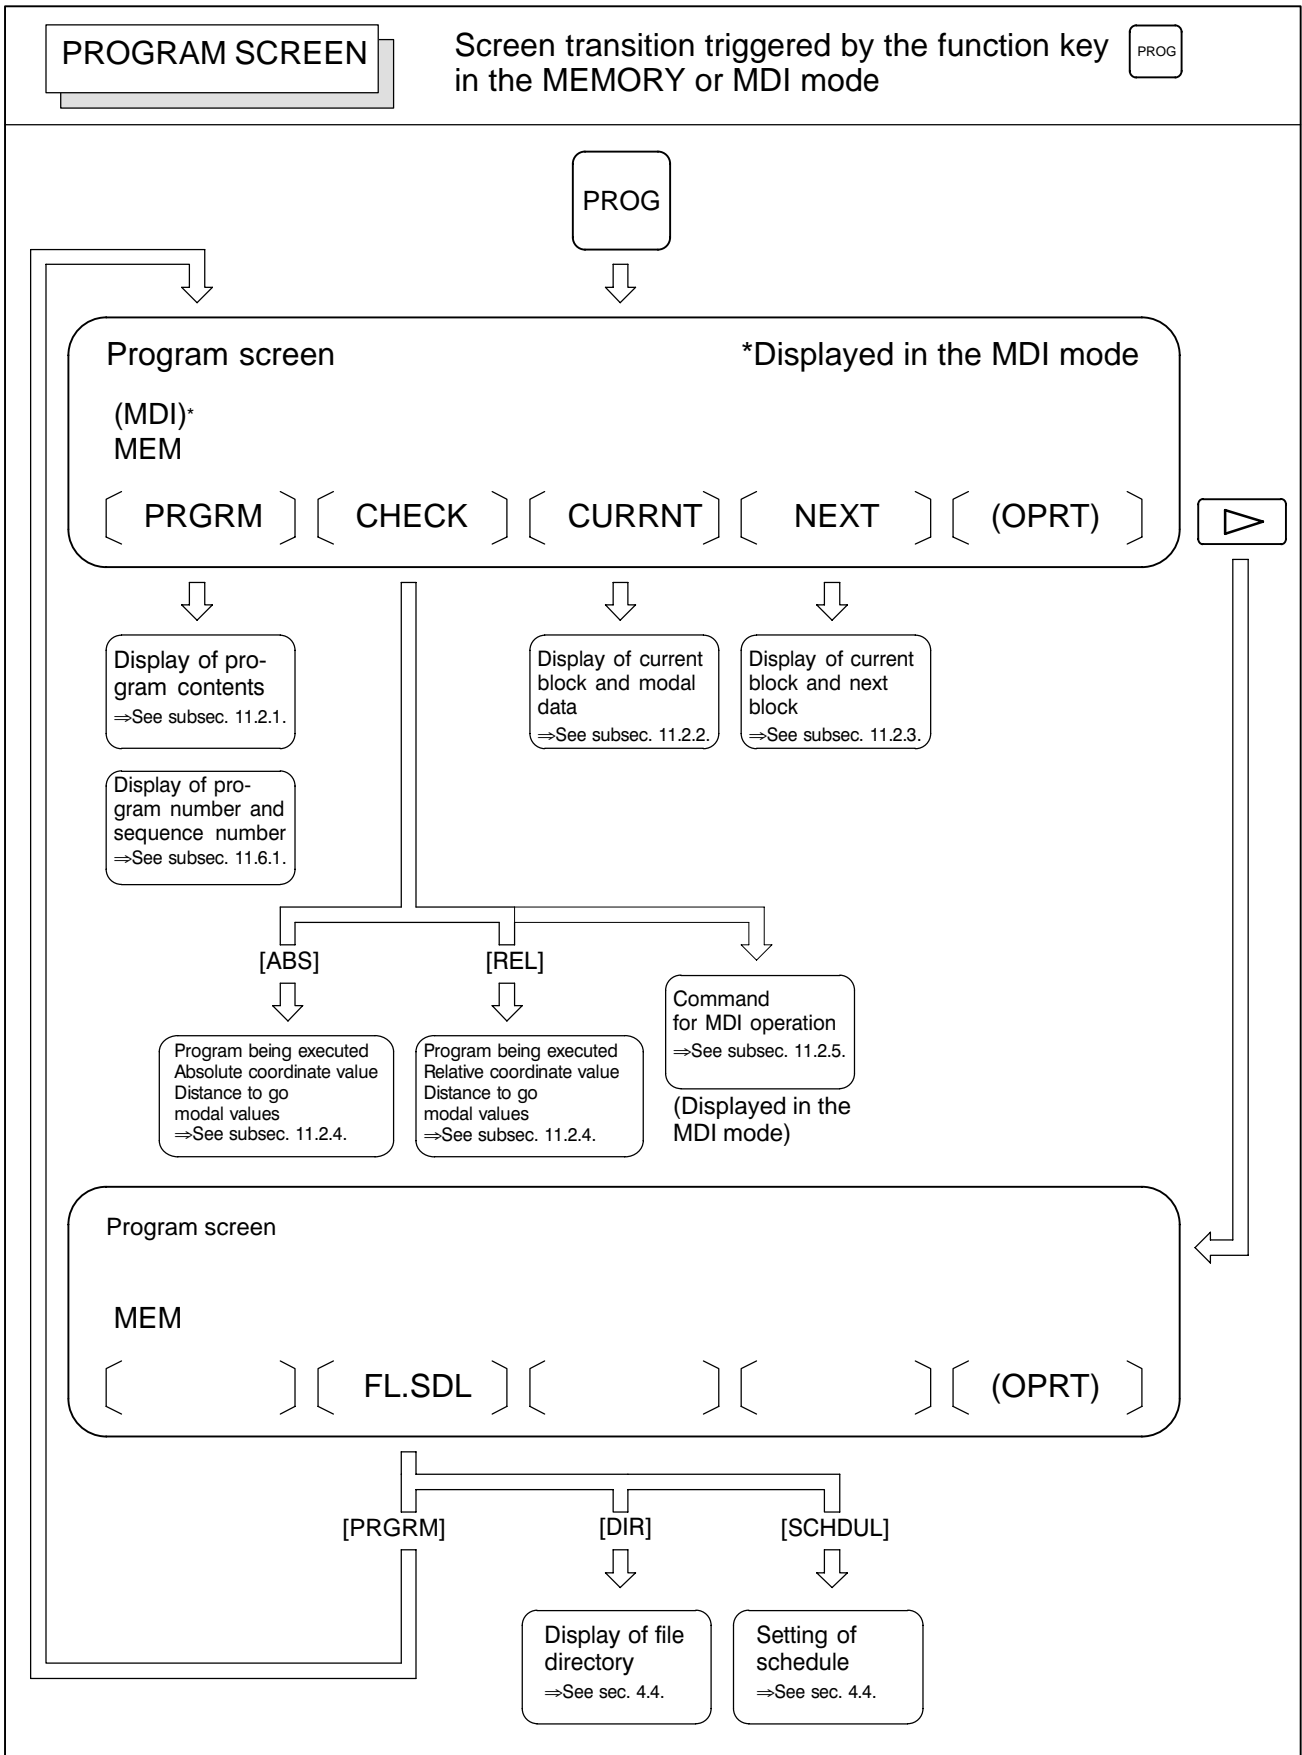 PROGRAM SCREEN
Screen transition triggered by the function key
in the MEMORY or MDI mode
PROG
PROG
Program screen
*Displayed in the MDI mode
(MDI)*
MEM
PRGRM
CHECK
CURRNT
NEXT
(OPRT)
Display of pro-
gram contents
⇒See subsec. 11.2.1.
Display of current
block and modal
data
⇒See subsec. 11.2.2.
Display of current
block and next
block
⇒See subsec. 11.2.3.
Display of pro-
gram number and
sequence number
⇒See subsec. 11.6.1.
[ABS]
[REL]
Program being executed
Absolute coordinate value
Distance to go
modal values
⇒See subsec. 11.2.4.
Program being executed
Relative coordinate value
Distance to go
modal values
⇒See subsec. 11.2.4.
Command
for MDI operation
⇒See subsec. 11.2.5.
(Displayed in the
MDI mode)
Program screen
MEM
FL.SDL
(OPRT)
[PRGRM]
[DIR]
[SCHDUL]
Display of file
directory
⇒See sec. 4.4.
Setting of
schedule
⇒See sec. 4.4.